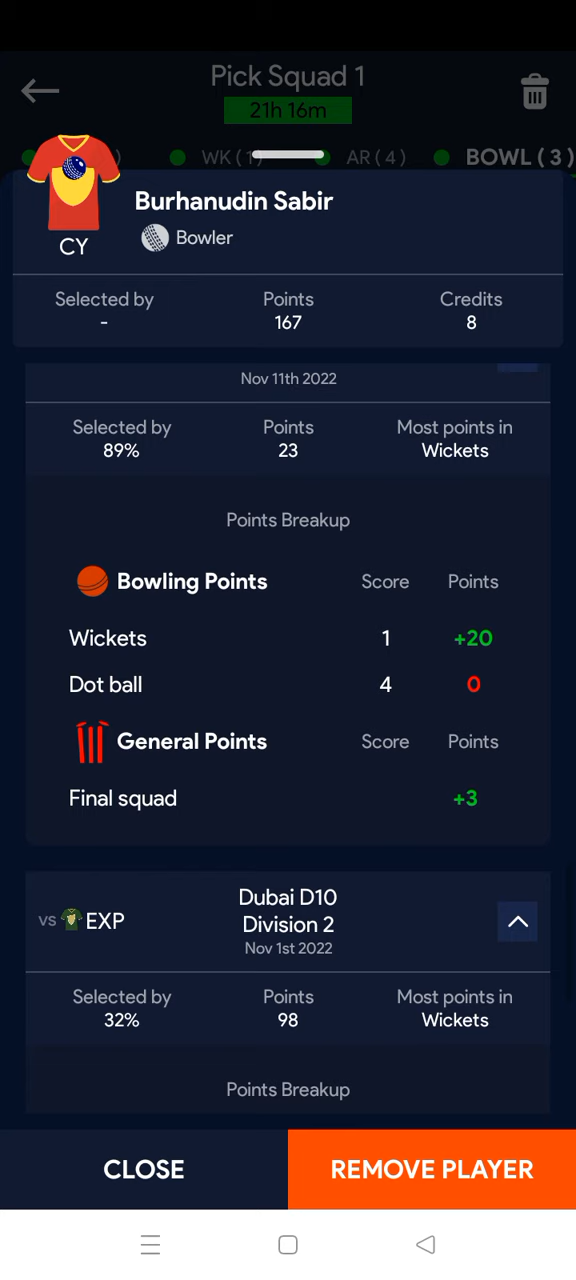 Pick Squad 1
21h 16m
WK ( 1
AR ( 4 )
BOWL ( 3 )
Burhanudin Sabir
CY
Bowler
Selected by Points Credits
- 167 8
Nov 11th 2022
Selected by Points Most points in
89% 23 Wickets
Points Breakup
Bowling Points Score Points
Wickets 1 +20
Dot ball 4 0
General Points Score Points
Final squad +3
Dubai D10
vs EXP Division 2
Nov 1st 2022
Selected by Points Most points in
32% 98 Wickets
Points Breakup
CLOSE REMOVE PLAYER